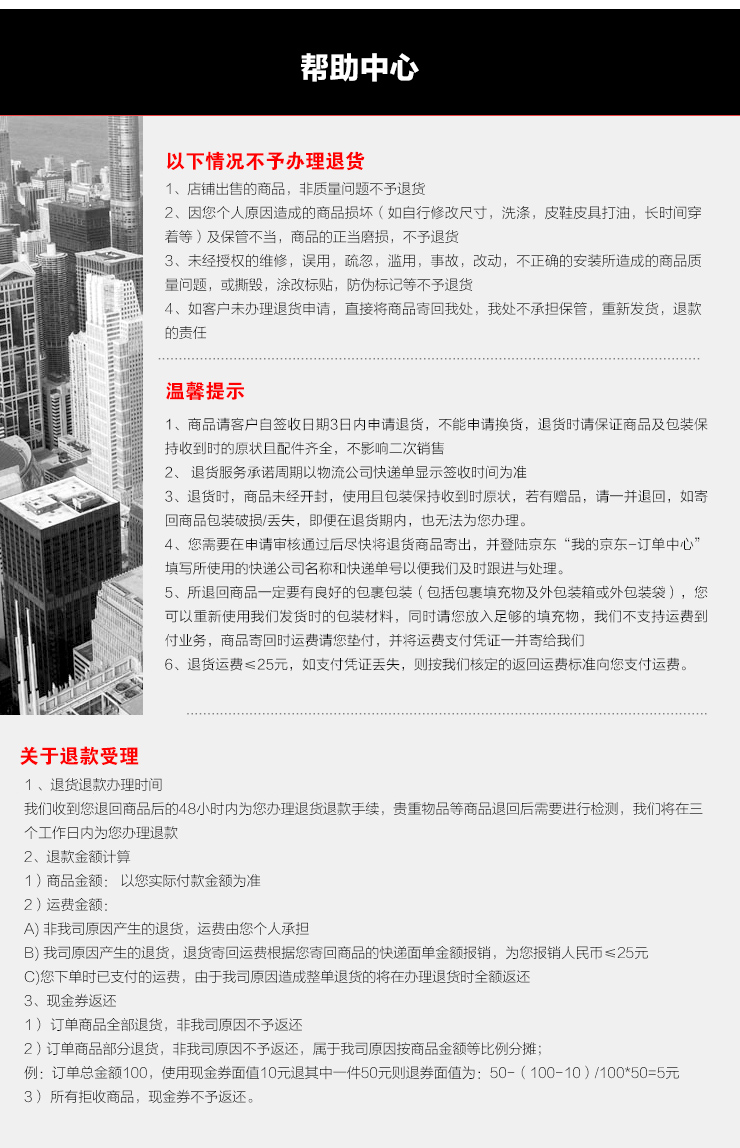 帮助中心
以下情况不予办理退货
1、店铺出售的商品，非质量问题不予退货
2、因您个人原因造成的商品损坏（如自行修改尺寸，洗涤，皮鞋皮具打油，长时间穿
着等）及保管不当，商品的正当磨损，不予退货
3、未经授权的维修，误用，疏忽，滥用，事故，改动，不正确的安装所造成的商品质
量问题，或撕毁，涂改标贴，防伪标记等不予退货
4、如客户未办理退货申请，直接将商品寄回我处，我处不承担保管，重新发货，退款
的责任
温馨提示
1、商品请客户自签收日期3日内申请退货，不能申请换货，退货时请保证商品及包装保
持收到时的原状且配件齐全，不影响二次销售
2、 退货服务承诺周期以物流公司快递单显示签收时间为准
3、退货时，商品未经开封，使用且包装保持收到时原状，若有赠品，请一并退回，如寄
回商品包装破损/丢失，即便在退货期内，也无法为您办理。
4、您需要在申请审核通过后尽快将退货商品寄出，并登陆京东“我的京东-订单中心”
填写所使用的快递公司名称和快递单号以便我们及时跟进与处理。
5、所退回商品一定要有良好的包裹包装（包括包裹填充物及外包装箱或外包装袋），您
可以重新使用我们发货时的包装材料，同时请您放入足够的填充物，我们不支持运费到
付业务，商品寄回时运费请您垫付，并将运费支付凭证一并寄给我们
6、退货运费≤25元，如支付凭证丢失，则按我们核定的返回运费标准向您支付运费。
关于退款受理
1 、退货退款办理时间
我们收到您退回商品后的48小时内为您办理退货退款手续，贵重物品等商品退回后需要进行检测，我们将在三
个工作日内为您办理退款
2、退款金额计算
1）商品金额： 以您实际付款金额为准
2）运费金额：
A) 非我司原因产生的退货，运费由您个人承担
B) 我司原因产生的退货，退货寄回运费根据您寄回商品的快递面单金额报销，为您报销人民币≤25元
C)您下单时已支付的运费，由于我司原因造成整单退货的将在办理退货时全额返还
3、现金券返还
1） 订单商品全部退货，非我司原因不予返还
2）订单商品部分退货，非我司原因不予返还，属于我司原因按商品金额等比例分摊；
例：订单总金额100，使用现金券面值10元退其中一件50元则退券面值为：50-（100-10）/100*50=5元
3 ）所有拒收商品，现金券不予返还。